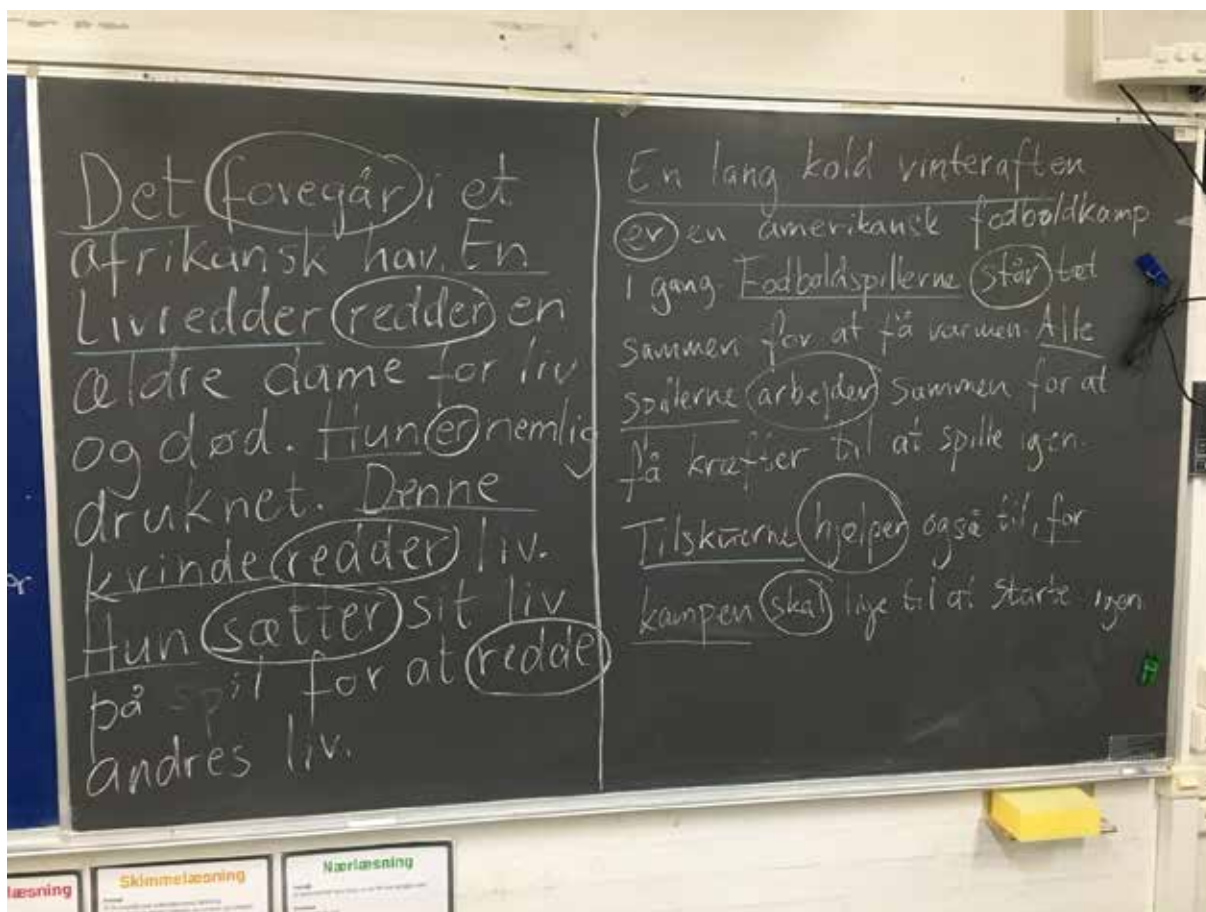 Det foregår i et
afrikansk hav. En
Livredder redder en
ældre dame for liv
og død. Hun er nemlig
druknet. Denne
kvinde redder liv.
Hun sætter sit liv
på spil for at redde
andres liv.
En lang kold vinteraften
er en amerikansk fodboldkamp
i gang. Fodboldspillerne står tæt
sammen for at få varmen. Alle
spillerne arbejder sammen for at
få kræfter til at spille igen.
Tilskuerne hjælper også til, for
kampen skal lige til at starte igen
læsning
Skimmelæsning
Nærlæsning